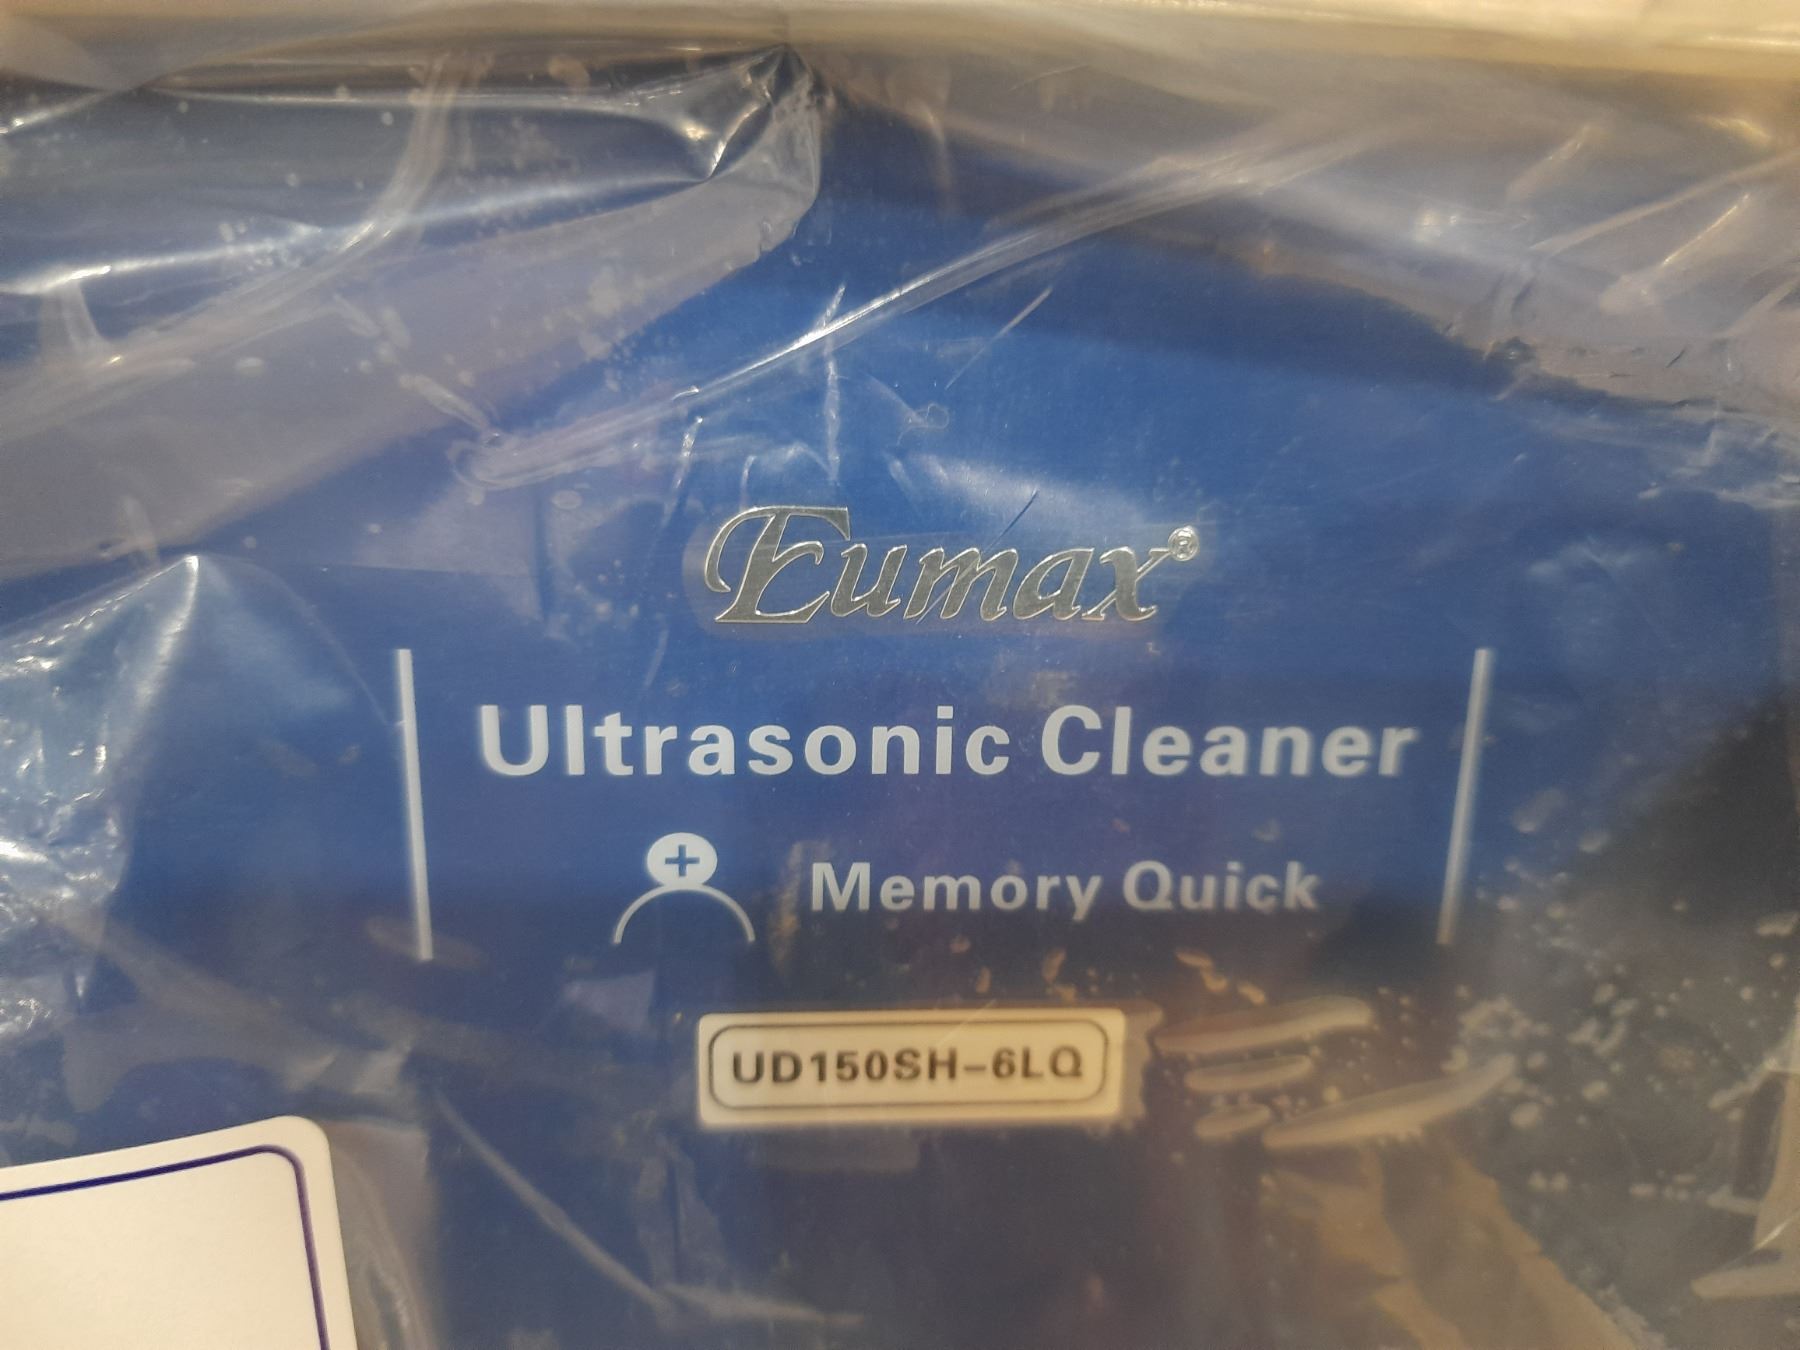 Eumax®
Ultrasonic Cleaner
Memory Quick
UD150SH-6LQ